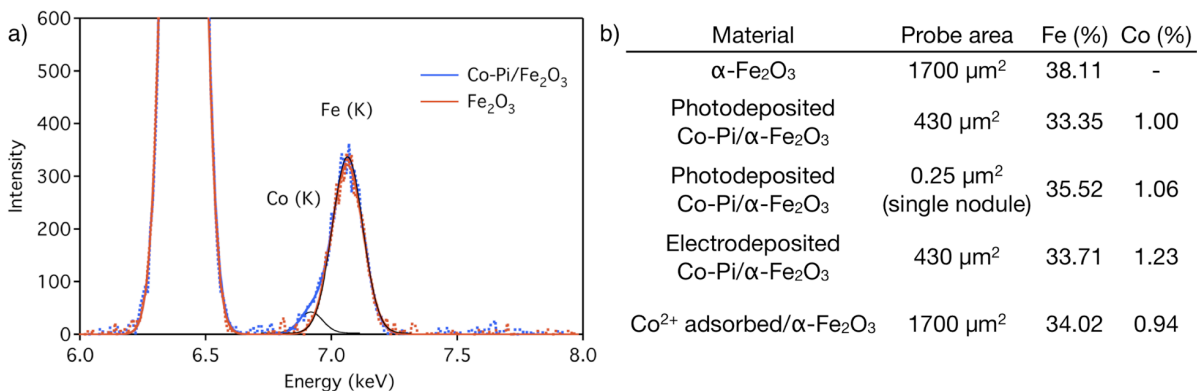 a)
600
500
400
300
200
100
0
Intensity
Co-Pi/Fe₂O₃
Fe₂O₃
Fe (K)
Co (K)
6.0 6.5 7.0 7.5 8.0
Energy (keV)
b)
Material Probe area Fe (%) Co (%)
α-Fe₂O₃ 1700 μm² 38.11 -
Photodeposited
Co-Pi/α-Fe₂O₃ 430 μm² 33.35 1.00
Photodeposited
Co-Pi/α-Fe₂O₃ 0.25 μm²
(single nodule) 35.52 1.06
Electrodeposited
Co-Pi/α-Fe₂O₃ 430 μm² 33.71 1.23
Co²⁺ adsorbed/α-Fe₂O₃ 1700 μm² 34.02 0.94